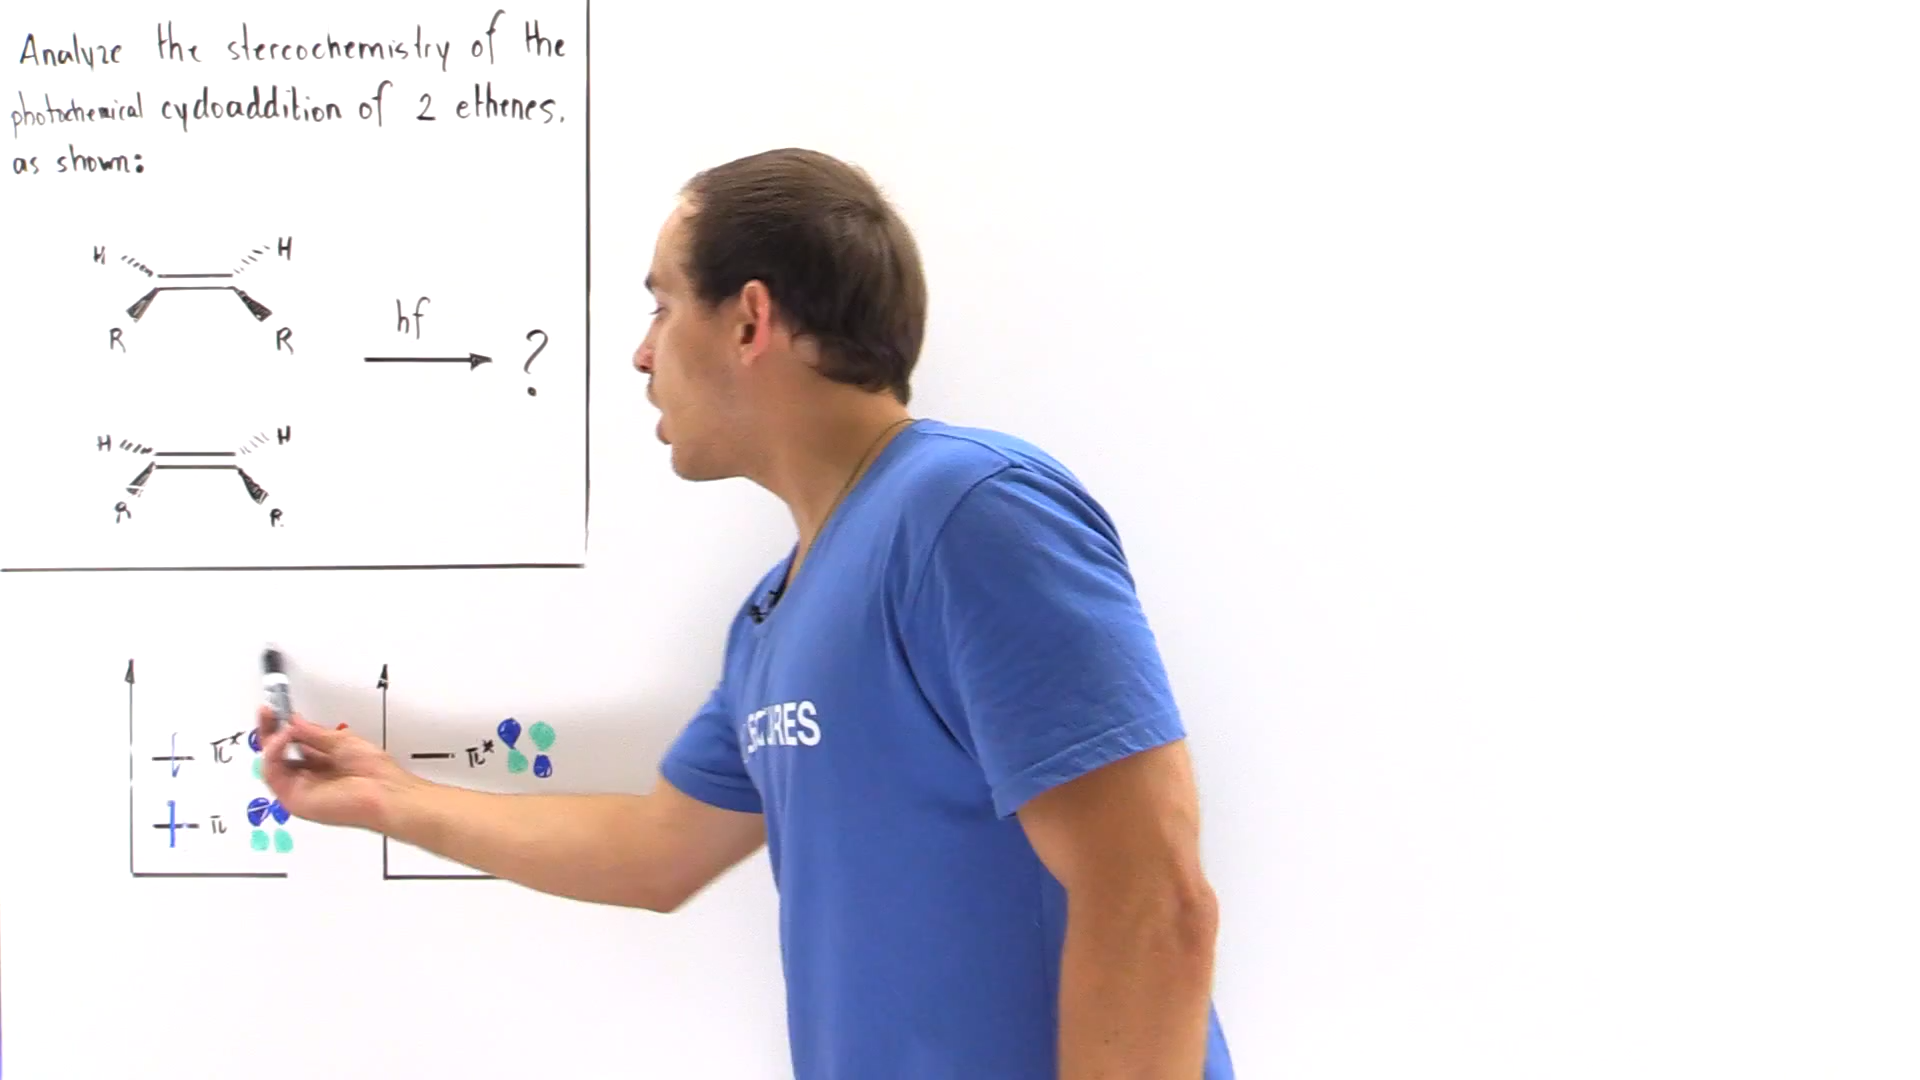 Analyze the stereochemistry of the
photochemical cycloaddition of 2 ethenes.
as shown:
H H
R R
hf
?
H H
R R
π* π*
π
LECTURES